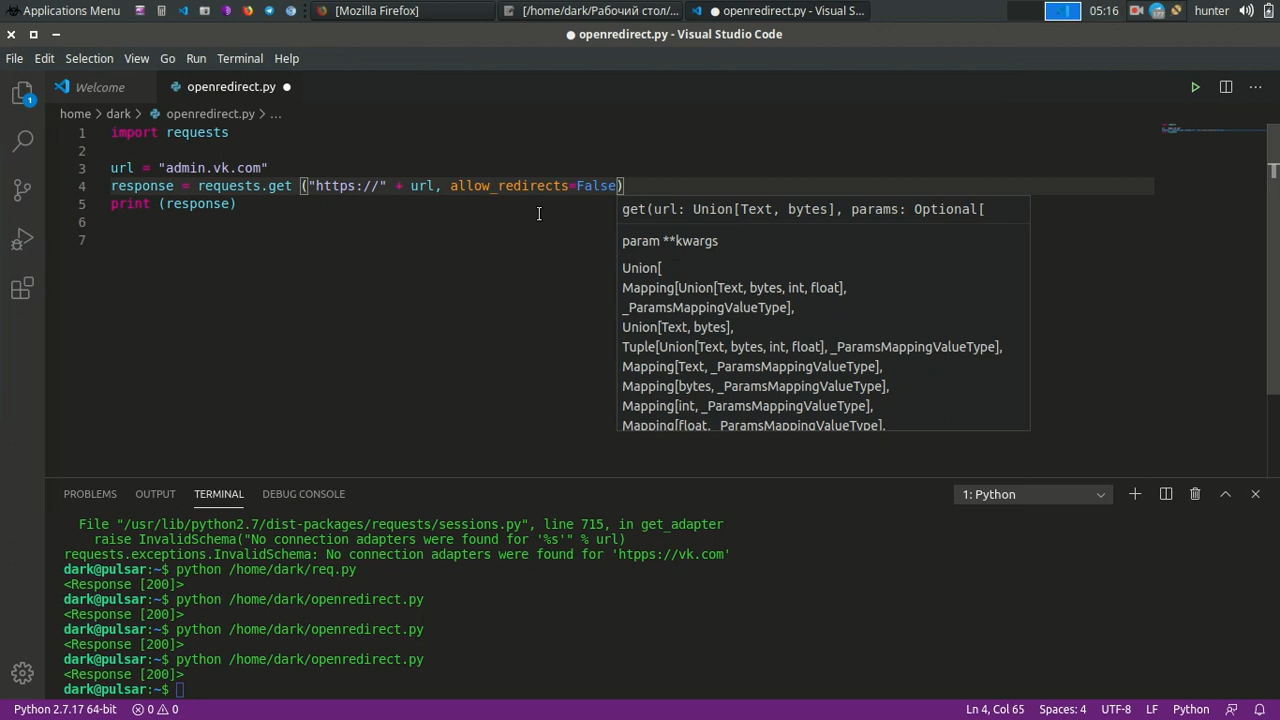 Applications Menu
[Mozilla Firefox]
[/home/dark/Рабочий стол/...
● openredirect.py - Visual S...
05:16
hunter
● openredirect.py - Visual Studio Code
File Edit Selection View Go Run Terminal Help
1
Welcome
openredirect.py ●
home > dark > openredirect.py > ...
1 import requests
2
3 url = "admin.vk.com"
4 response = requests.get ("https://" + url, allow_redirects=False)
5 print (response)
6
7
get(url: Union[Text, bytes], params: Optional[
param **kwargs
Union[
Mapping[Union[Text, bytes, int, float],
_ParamsMappingValueType],
Union[Text, bytes],
Tuple[Union[Text, bytes, int, float], _ParamsMappingValueType],
Mapping[Text, _ParamsMappingValueType],
Mapping[bytes, _ParamsMappingValueType],
Mapping[int, _ParamsMappingValueType],
Mapping[float, _ParamsMappingValueType],
PROBLEMS OUTPUT TERMINAL DEBUG CONSOLE
1: Python
File "/usr/lib/python2.7/dist-packages/requests/sessions.py", line 715, in get_adapter
raise InvalidSchema("No connection adapters were found for '%s'" % url)
requests.exceptions.InvalidSchema: No connection adapters were found for 'htpps://vk.com'
dark@pulsar:~$ python /home/dark/req.py
<Response [200]>
dark@pulsar:~$ python /home/dark/openredirect.py
<Response [200]>
dark@pulsar:~$ python /home/dark/openredirect.py
<Response [200]>
dark@pulsar:~$ python /home/dark/openredirect.py
<Response [200]>
dark@pulsar:~$
Python 2.7.17 64-bit
0
0
Ln 4, Col 65
Spaces: 4
UTF-8
LF
Python